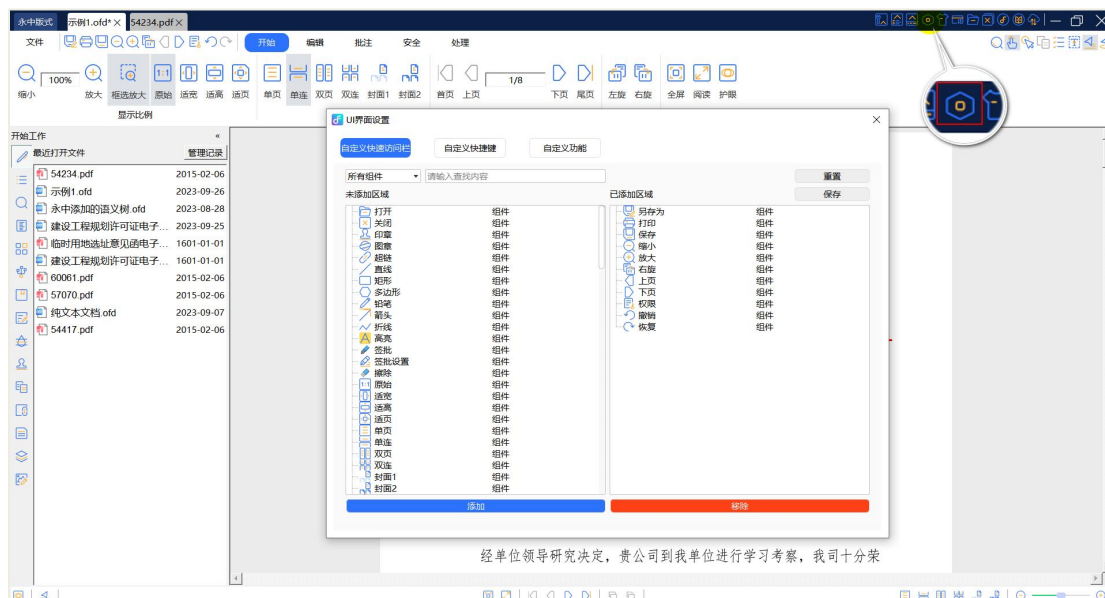 永中版式 示例1.ofd* × 54234.pdf ×
文件 开始 编辑 批注 安全 处理
100% 1:1 1/8
缩小 放大 框选放大 原始 适宽 适高 适页 单页 单连 双页 双连 封面1 封面2 首页 上页 下页 尾页 左旋 右旋 全屏 阅读 护眼
显示比例
开始工作
最近打开文件 管理记录
54234.pdf 2015-02-06
示例1.ofd 2023-09-26
永中添加的语义树.ofd 2023-08-28
建设工程规划许可证电子... 2023-09-25
临时用地选址意见函电子... 1601-01-01
建设工程规划许可证电子... 1601-01-01
60061.pdf 2015-02-06
57070.pdf 2015-02-06
纯文本文档.ofd 2023-09-07
54417.pdf 2015-02-06
UI界面设置
自定义快速访问栏 自定义快捷键 自定义功能
所有组件 请输入查找内容 重置
未添加区域 已添加区域 保存
打开 组件
关闭 组件
印章 组件
图章 组件
超链 组件
直线 组件
矩形 组件
多边形 组件
铅笔 组件
箭头 组件
折线 组件
高亮 组件
签批 组件
签批设置 组件
擦除 组件
1:1 原始 组件
适宽 组件
适高 组件
适页 组件
单页 组件
单连 组件
双页 组件
双连 组件
封面1 组件
封面2 组件
另存为 组件
打印 组件
保存 组件
缩小 组件
放大 组件
右旋 组件
上页 组件
下页 组件
权限 组件
撤销 组件
恢复 组件
添加 移除
经单位领导研究决定，贵公司到我单位进行学习考察，我司十分荣